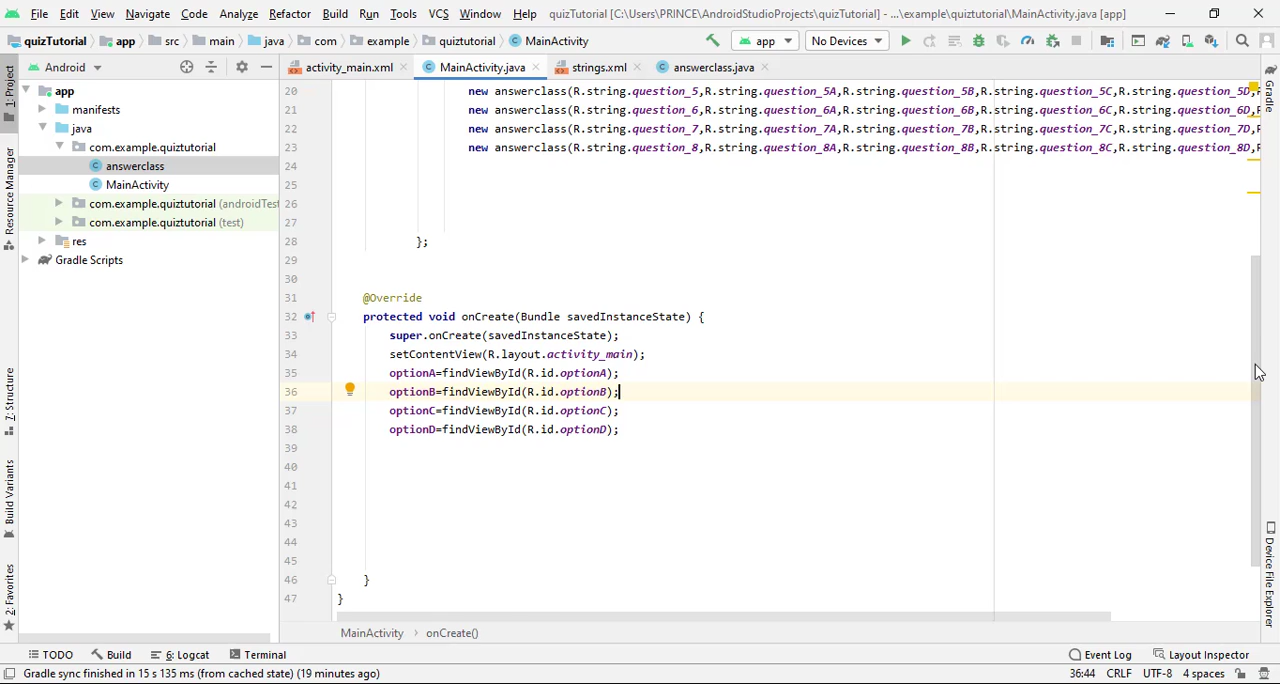 File Edit View Navigate Code Analyze Refactor Build Run Tools VCS Window Help quizTutorial [C:\Users\PRINCE\AndroidStudioProjects\quizTutorial] - ...\example\quiztutorial\MainActivity.java [app]
quizTutorial app src main java com example quiztutorial MainActivity app No Devices
Android activity_main.xml MainActivity.java strings.xml answerclass.java
1: Project
Resource Manager
7: Structure
Build Variants
2: Favorites
app
manifests
java
com.example.quiztutorial
answerclass
MainActivity
com.example.quiztutorial (androidTest
com.example.quiztutorial (test)
res
Gradle Scripts
20 new answerclass(R.string.question_5,R.string.question_5A,R.string.question_5B,R.string.question_5C,R.string.question_5D,
21 new answerclass(R.string.question_6,R.string.question_6A,R.string.question_6B,R.string.question_6C,R.string.question_6D,
22 new answerclass(R.string.question_7,R.string.question_7A,R.string.question_7B,R.string.question_7C,R.string.question_7D,
23 new answerclass(R.string.question_8,R.string.question_8A,R.string.question_8B,R.string.question_8C,R.string.question_8D,
24
25
26
27
28 };
29
30
31 @Override
32 protected void onCreate(Bundle savedInstanceState) {
33 super.onCreate(savedInstanceState);
34 setContentView(R.layout.activity_main);
35 optionA=findViewById(R.id.optionA);
36 optionB=findViewById(R.id.optionB);
37 optionC=findViewById(R.id.optionC);
38 optionD=findViewById(R.id.optionD);
39
40
41
42
43
44
45
46 }
47 }
Gradle
Device File Explorer
MainActivity › onCreate()
TODO Build 6: Logcat Terminal Event Log Layout Inspector
Gradle sync finished in 15 s 135 ms (from cached state) (19 minutes ago) 36:44 CRLF UTF-8 4 spaces